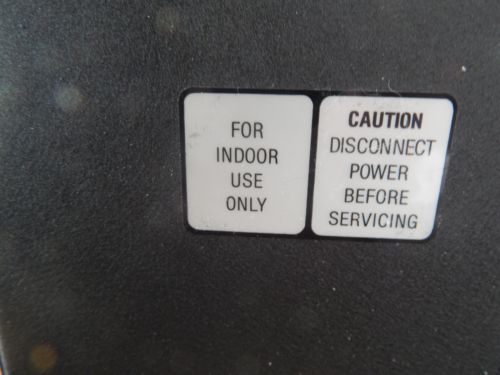 FOR
INDOOR
USE
ONLY
CAUTION
DISCONNECT
POWER
BEFORE
SERVICING